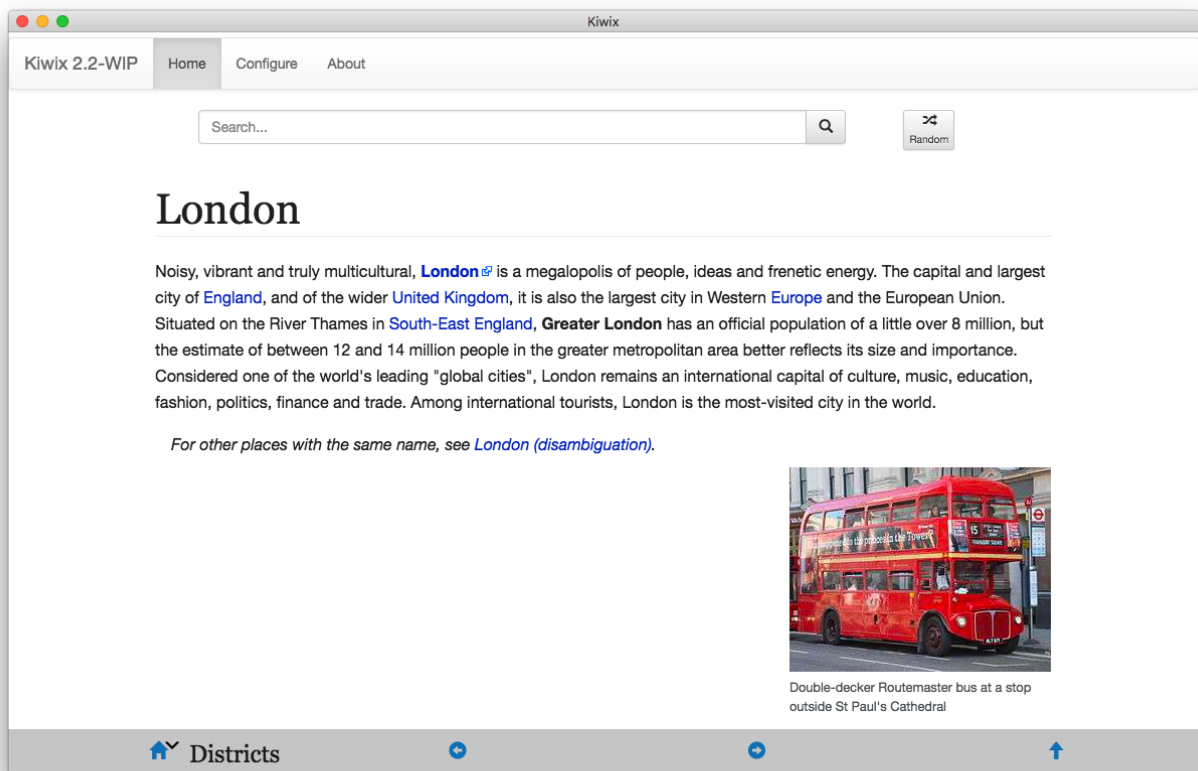 Kiwix
Kiwix 2.2-WIP Home Configure About
Search...
Random
London
Noisy, vibrant and truly multicultural, London is a megalopolis of people, ideas and frenetic energy. The capital and largest
city of England, and of the wider United Kingdom, it is also the largest city in Western Europe and the European Union.
Situated on the River Thames in South-East England, Greater London has an official population of a little over 8 million, but
the estimate of between 12 and 14 million people in the greater metropolitan area better reflects its size and importance.
Considered one of the world's leading "global cities", London remains an international capital of culture, music, education,
fashion, politics, finance and trade. Among international tourists, London is the most-visited city in the world.
For other places with the same name, see London (disambiguation).
to the princes in the Tower?
15
Double-decker Routemaster bus at a stop
outside St Paul's Cathedral
Districts